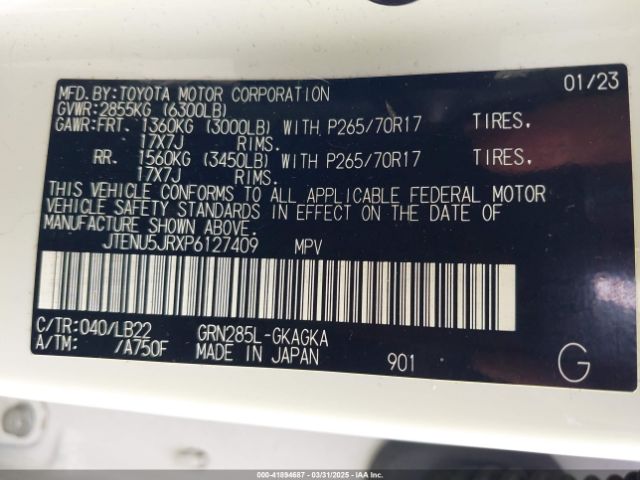 MFD.BY:TOYOTA MOTOR CORPORATION 01/23
GVWR:2855KG (6300LB)
GAWR:FRT. 1360KG (3000LB) WITH P265/70R17 TIRES,
17X7J RIMS.
RR. 1560KG (3450LB) WITH P265/70R17 TIRES,
17X7J RIMS.
THIS VEHICLE CONFORMS TO ALL APPLICABLE FEDERAL MOTOR
VEHICLE SAFETY STANDARDS IN EFFECT ON THE DATE OF
MANUFACTURE SHOWN ABOVE.
JTENU5JRXP6127409 MPV
C/TR:040/LB22 GRN285L-GKAGKA
A/TM: /A750F MADE IN JAPAN 901 G
000-41894687 - 03/31/2025 - IAAI.com